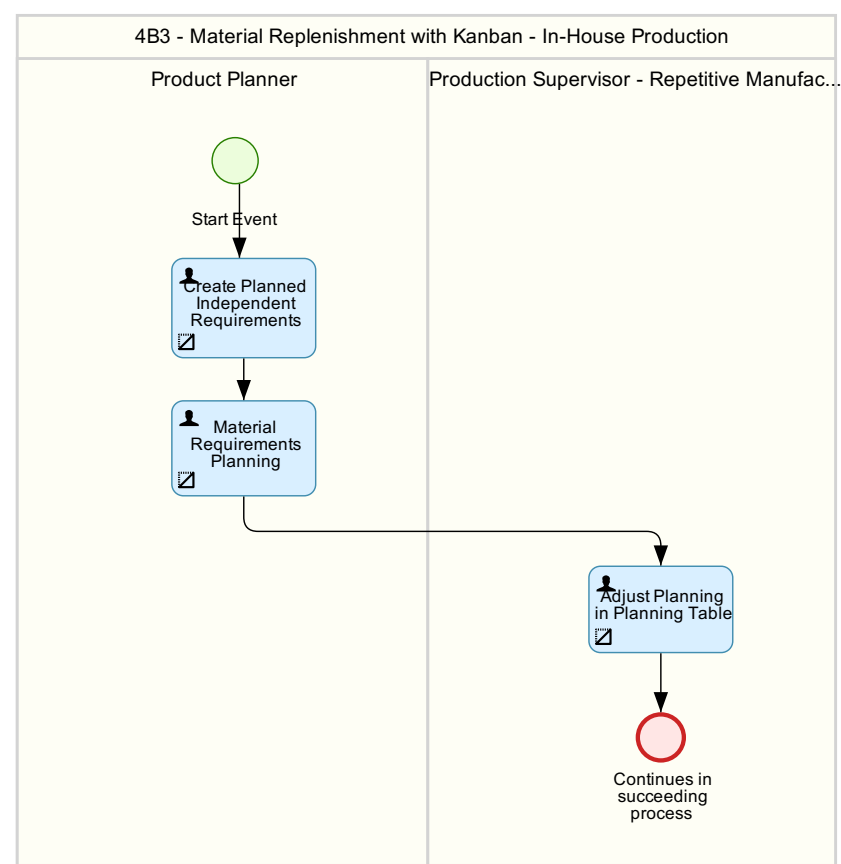 4B3 - Material Replenishment with Kanban - In-House Production
Product Planner
Production Supervisor - Repetitive Manufac...
Start Event
Create Planned
Independent
Requirements
Material
Requirements
Planning
Adjust Planning
in Planning Table
Continues in
succeeding
process